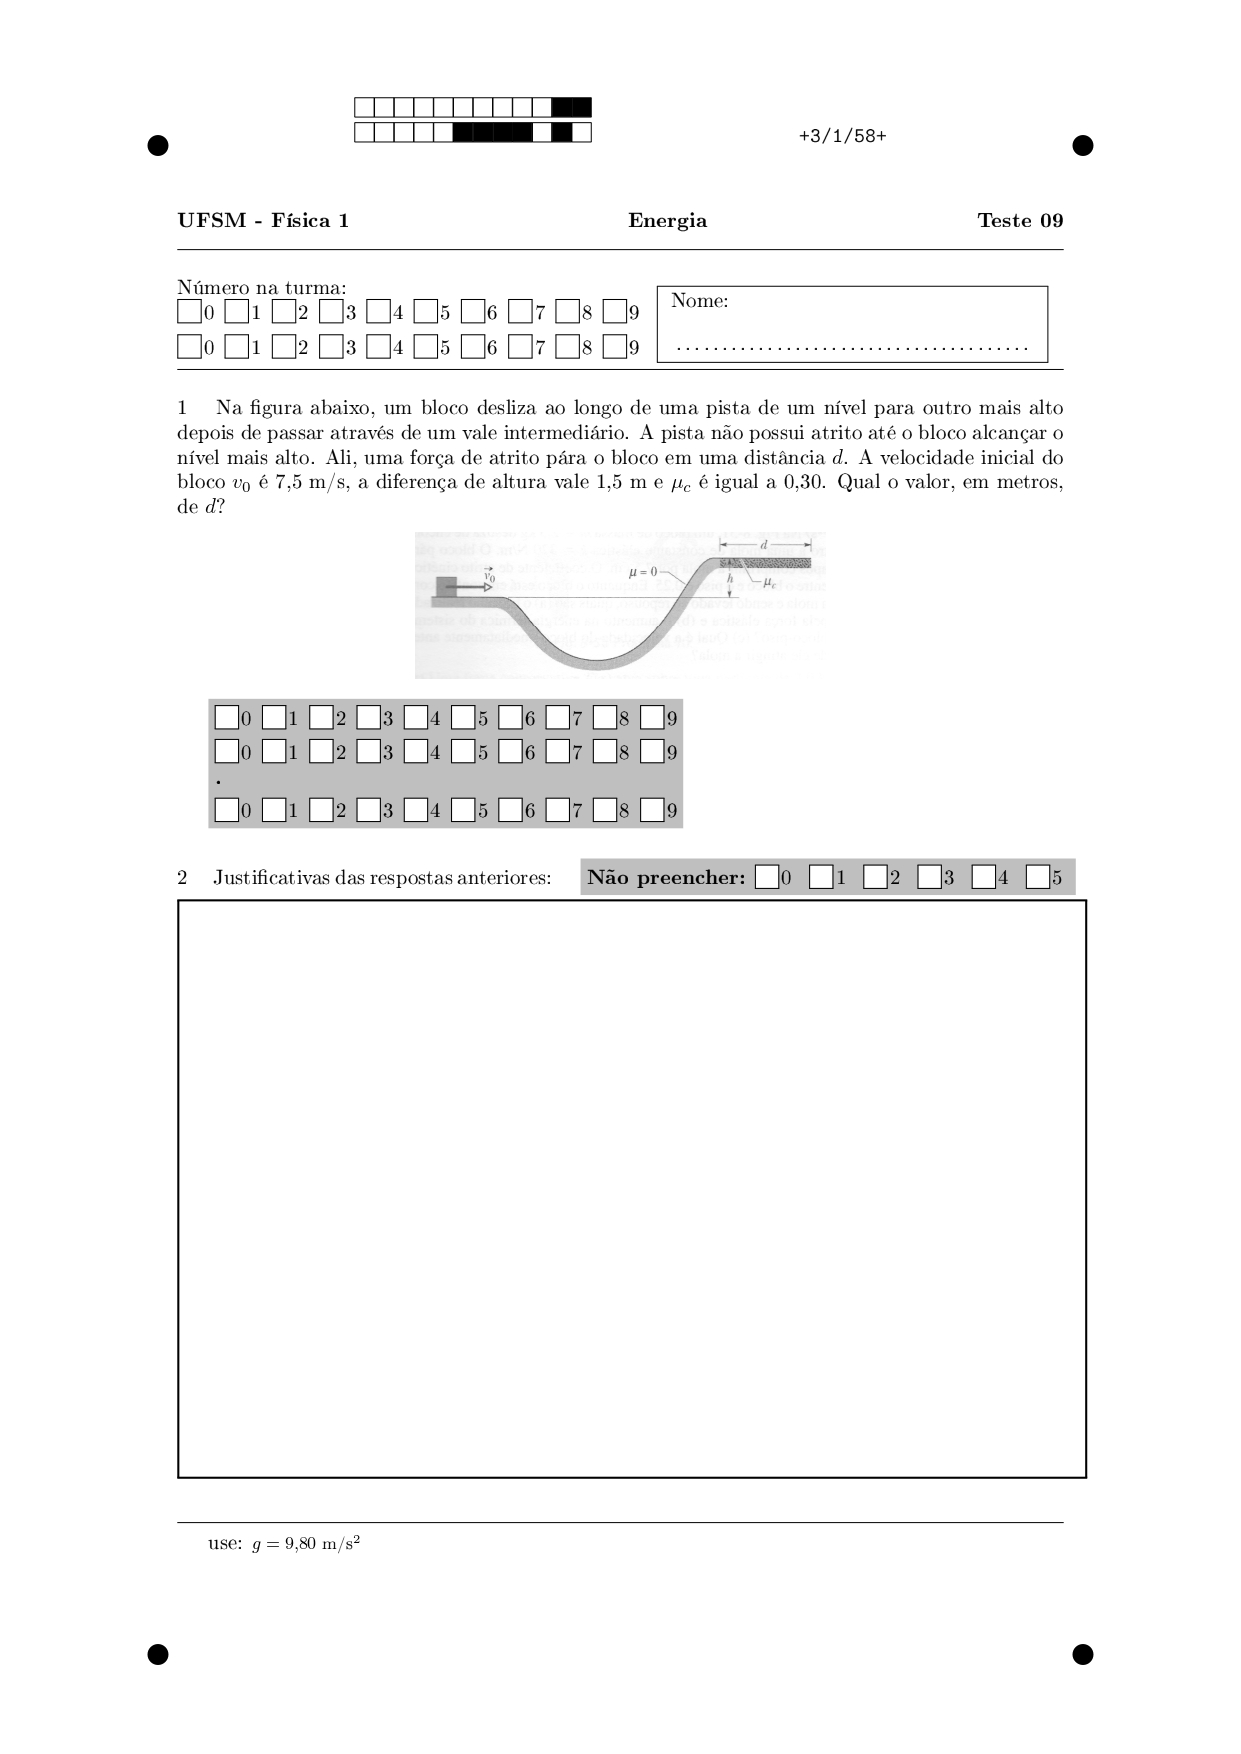 +3/1/58+
UFSM - Física 1 Energia Teste 09
Número na turma:
0 1 2 3 4 5 6 7 8 9
0 1 2 3 4 5 6 7 8 9
Nome:
......................................
1 Na figura abaixo, um bloco desliza ao longo de uma pista de um nível para outro mais alto
depois de passar através de um vale intermediário. A pista não possui atrito até o bloco alcançar o
nível mais alto. Ali, uma força de atrito pára o bloco em uma distância d. A velocidade inicial do
bloco v₀ é 7,5 m/s, a diferença de altura vale 1,5 m e μc é igual a 0,30. Qual o valor, em metros,
de d?
d
μ = 0
h
μc
v₀
0 1 2 3 4 5 6 7 8 9
0 1 2 3 4 5 6 7 8 9
.
0 1 2 3 4 5 6 7 8 9
2 Justificativas das respostas anteriores: Não preencher: 0 1 2 3 4 5
use: g = 9,80 m/s²